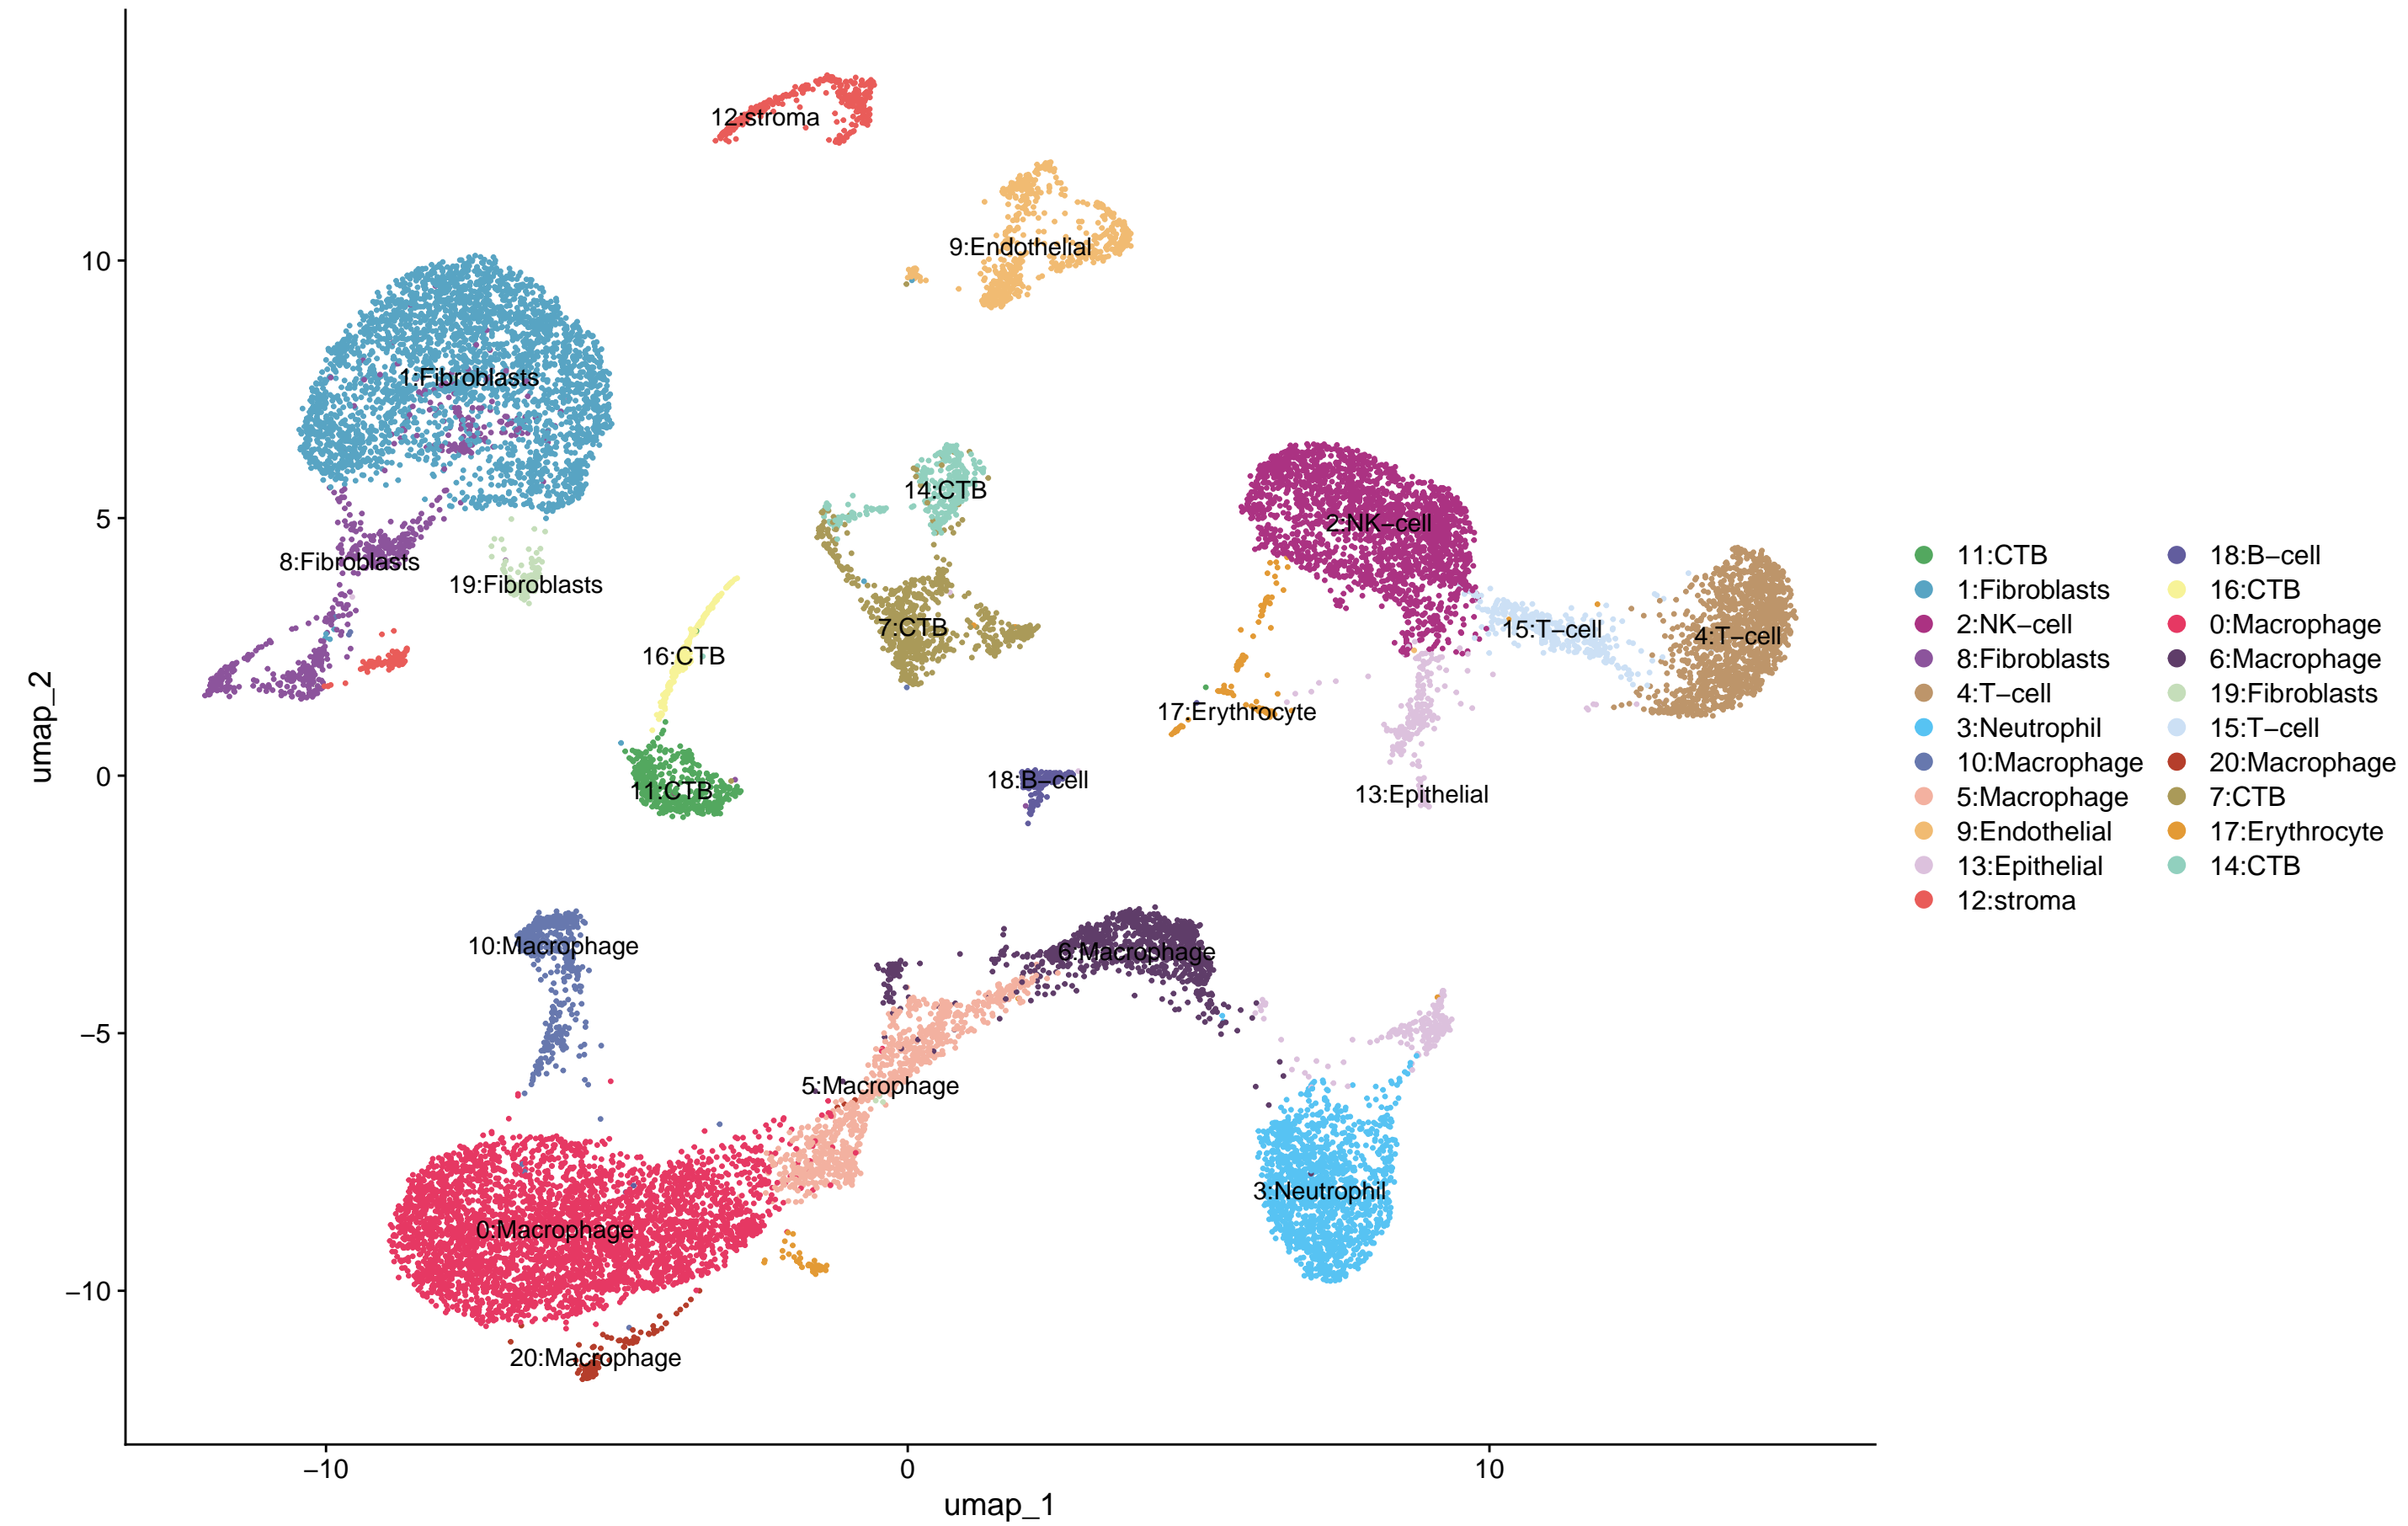 12:stroma
9:Endothelial
1:Fibroblasts
14:CTB
2:NK−cell
8:Fibroblasts
19:Fibroblasts
7:CTB
15:T−cell
4:T−cell
16:CTB
17:Erythrocyte
11:CTB
18:B−cell
13:Epithelial
10:Macrophage
6:Macrophage
5:Macrophage
3:Neutrophil
0:Macrophage
20:Macrophage
10
5
0
−5
−10
umap_2
−10
0
10
umap_1
11:CTB
1:Fibroblasts
2:NK−cell
8:Fibroblasts
4:T−cell
3:Neutrophil
10:Macrophage
5:Macrophage
9:Endothelial
13:Epithelial
12:stroma
18:B−cell
16:CTB
0:Macrophage
6:Macrophage
19:Fibroblasts
15:T−cell
20:Macrophage
7:CTB
17:Erythrocyte
14:CTB